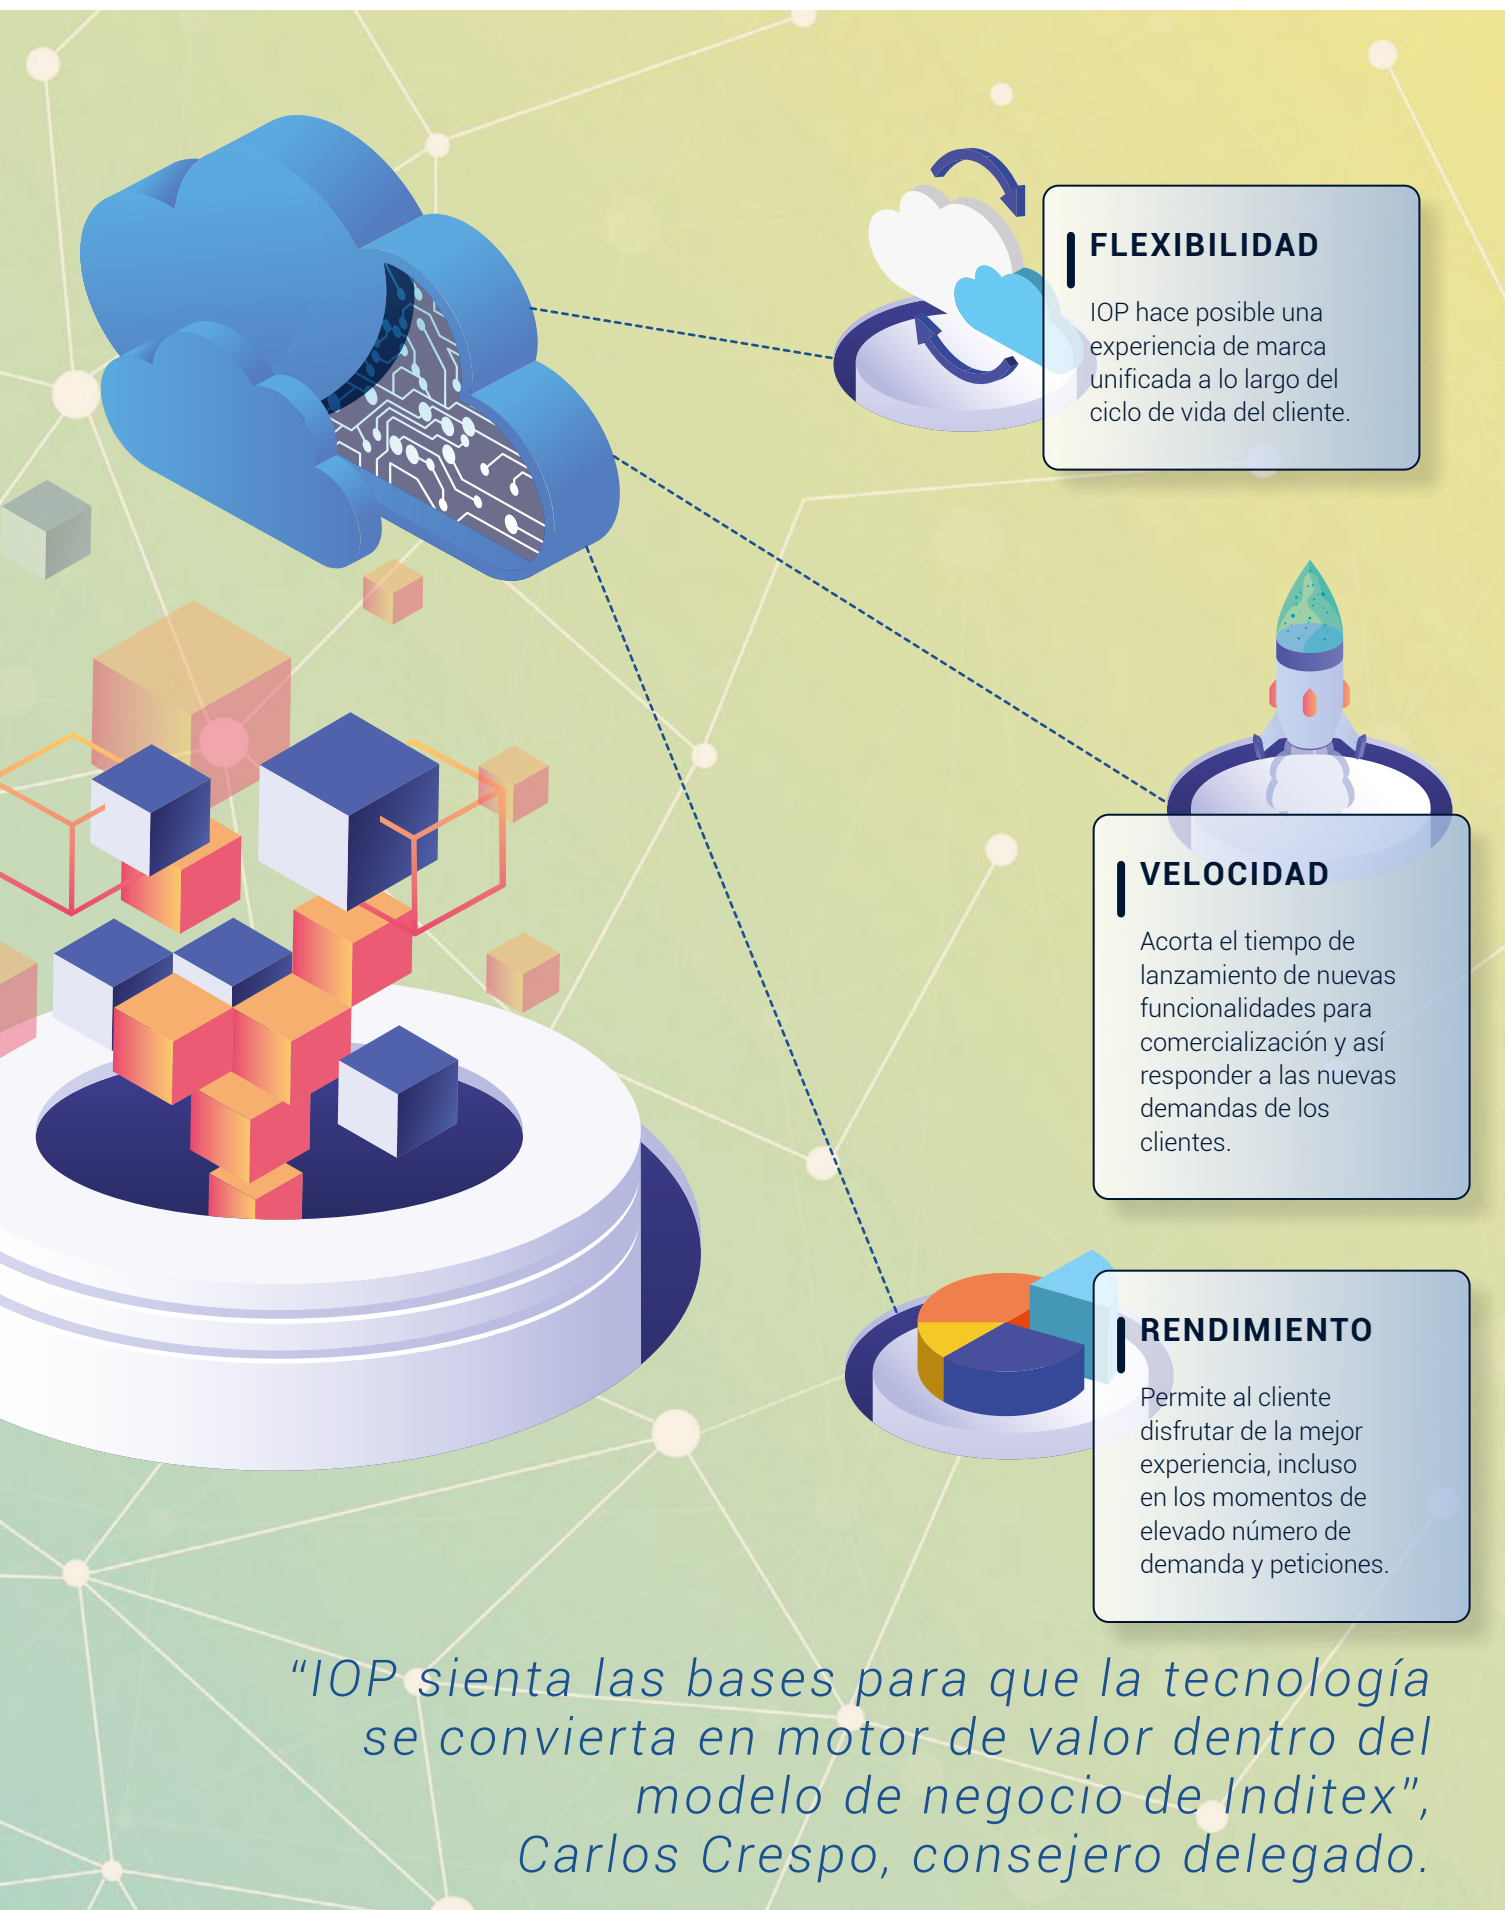 FLEXIBILIDAD
IOP hace posible una
experiencia de marca
unificada a lo largo del
ciclo de vida del cliente.
VELOCIDAD
Acorta el tiempo de
lanzamiento de nuevas
funcionalidades para
comercialización y así
responder a las nuevas
demandas de los
clientes.
RENDIMIENTO
Permite al cliente
disfrutar de la mejor
experiencia, incluso
en los momentos de
elevado número de
demanda y peticiones.
“IOP sienta las bases para que la tecnología
se convierta en motor de valor dentro del
modelo de negocio de Inditex”,
Carlos Crespo, consejero delegado.